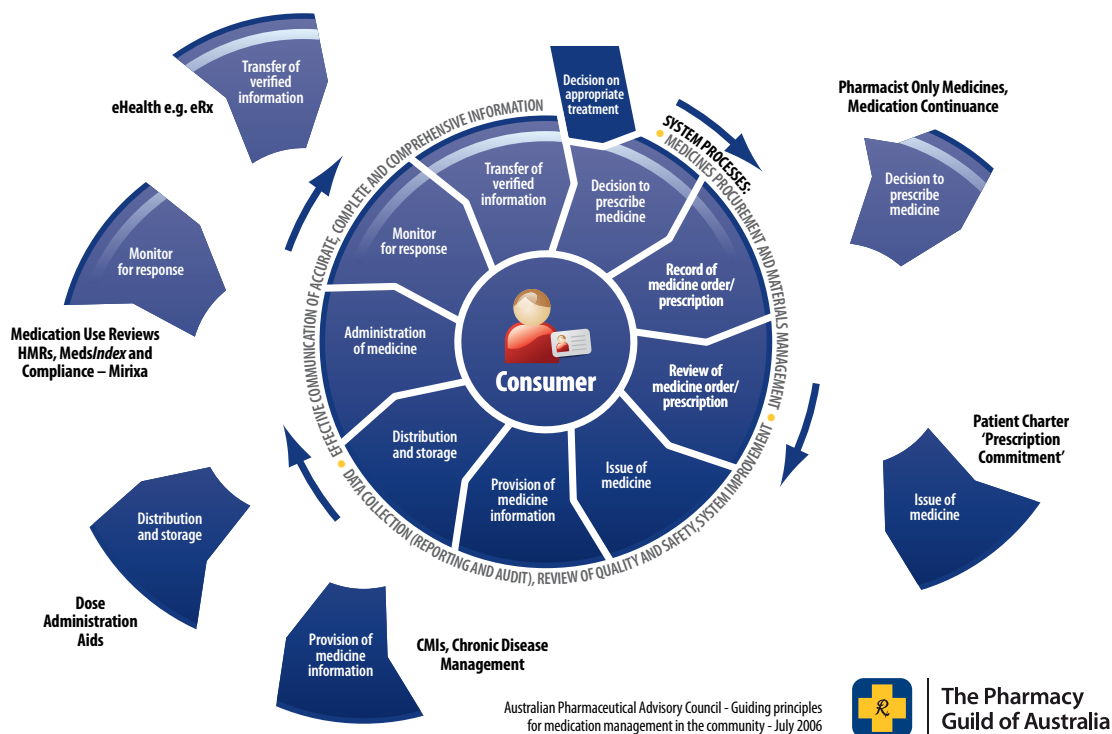 Transfer of
verified
information
eHealth e.g. eRx
Monitor
for response
Medication Use Reviews
HMRs, MedsIndex and
Compliance – Mirixa
Distribution
and storage
Dose
Administration
Aids
Provision of
medicine
information
CMIs, Chronic Disease
Management
Decision on
appropriate
treatment
SYSTEM PROCESSES:
• MEDICINES PROCUREMENT AND MATERIALS MANAGEMENT
• DATA COLLECTION (REPORTING AND AUDIT), REVIEW OF QUALITY AND SAFETY, SYSTEM IMPROVEMENT
• EFFECTIVE COMMUNICATION OF ACCURATE, COMPLETE AND COMPREHENSIVE INFORMATION
Decision to
prescribe
medicine
Record of
medicine order/
prescription
Review of
medicine order/
prescription
Issue of
medicine
Provision of
medicine
information
Distribution
and storage
Administration
of medicine
Monitor
for response
Transfer of
verified
information
Consumer
Pharmacist Only Medicines,
Medication Continuance
Decision to
prescribe
medicine
Patient Charter
‘Prescription
Commitment’
Issue of
medicine
Australian Pharmaceutical Advisory Council - Guiding principles
for medication management in the community - July 2006
The Pharmacy
Guild of Australia